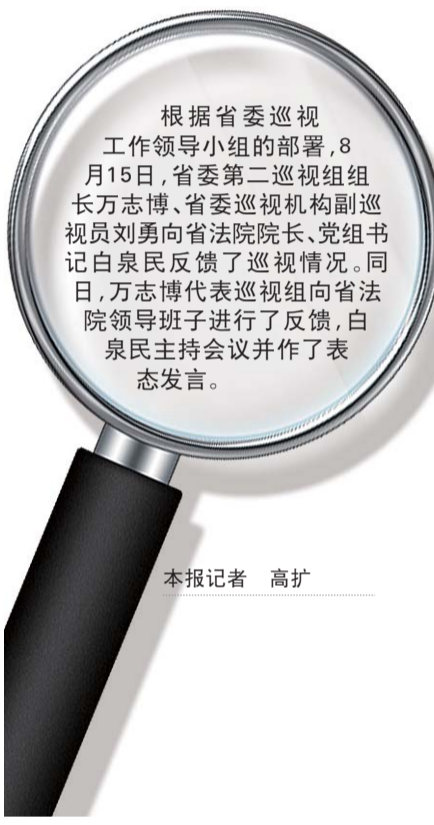 根据省委巡视
工作领导小组的部署,8
月15日,省委第二巡视组组
长万志博、省委巡视机构副巡
视员刘勇向省法院院长、党组书
记白泉民反馈了巡视情况。同
日,万志博代表巡视组向省法
院领导班子进行了反馈,白
泉民主持会议并作了表
态发言。
本报记者 高扩